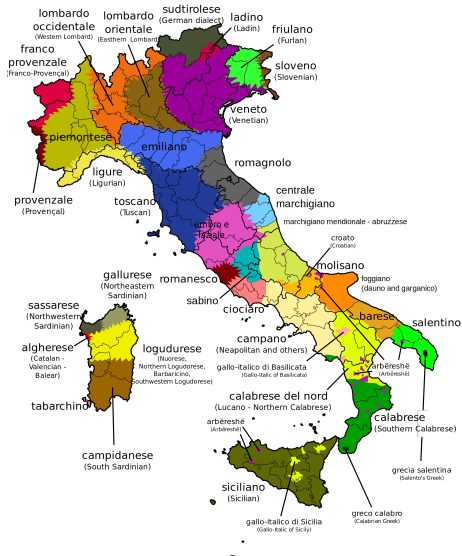 sudtirolese
(German dialect)
lombardo
occidentale
(Western Lombard)
lombardo
orientale
(Easthern Lombard)
ladino
(Ladin)
friulano
(Furlan)
sloveno
(Slovenian)
franco
provenzale
(Franco-Provençal)
veneto
(Venetian)
piemontese
emiliano
romagnolo
ligure
(Ligurian)
provenzale
(Provençal)
toscano
(Tuscan)
centrale
marchigiano
marchigiano meridionale - abruzzese
umbro e
laziale
croato
(Croatian)
molisano
gallurese
(Northeastern
Sardinian)
romanesco
sabino
ciociaro
foggiano
(dauno and garganico)
sassarese
(Northwestern
Sardinian)
barese
salentino
algherese
(Catalan -
Valencian -
Balear)
logudorese
(Nuorese,
Northern Logudorese,
Barbaricino,
Southwestern Logudorese)
campano
(Neapolitan and others)
gallo-italico di Basilicata
(Gallo-Italic of Basilicata)
arbëreshë
(Arbëreshë)
calabrese del nord
(Lucano - Northern Calabrese)
tabarchino
calabrese
(Southern Calabrese)
arbëreshë
(Arbëreshë)
campidanese
(South Sardinian)
grecia salentina
(Salento's Greek)
siciliano
(Sicilian)
gallo-italico di Sicilia
(Gallo-Italic of Sicily)
greco calabro
(Calabrian Greek)